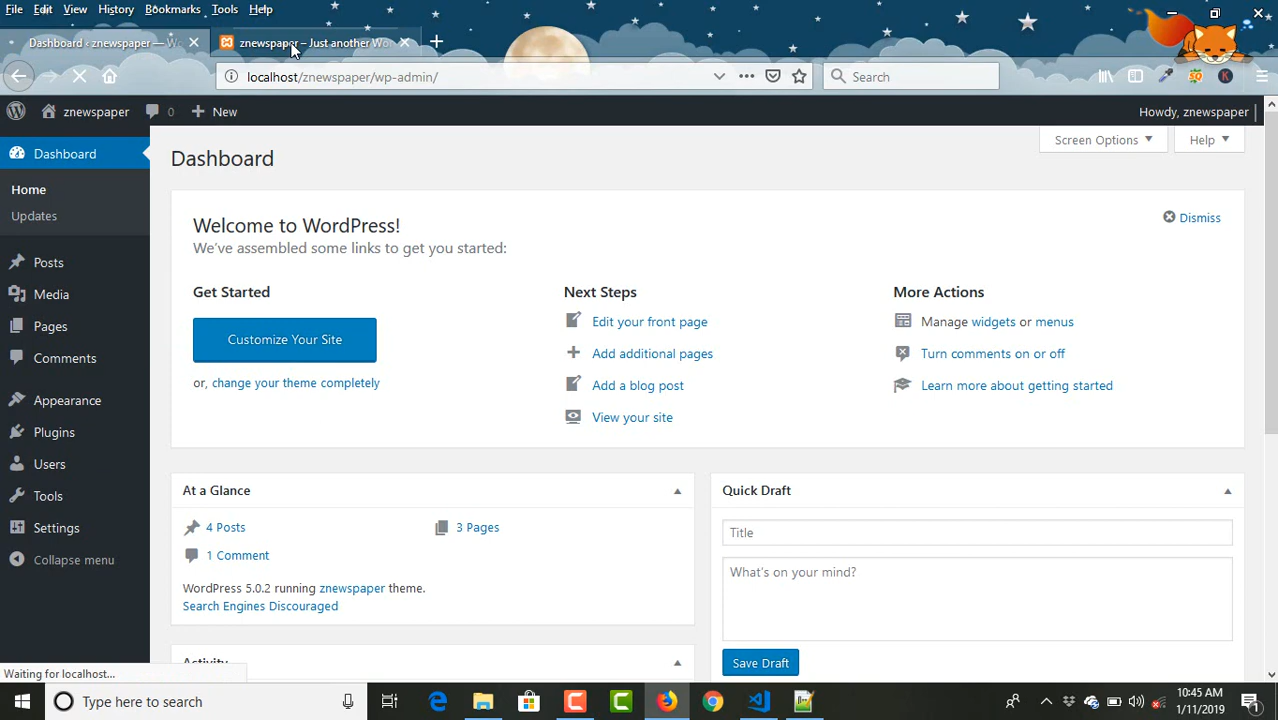 File Edit View History Bookmarks Tools Help
Dashboard ‹ znewspaper — Wo
znewspaper – Just another Wo
localhost/znewspaper/wp-admin/
Search
znewspaper 0 New
Howdy, znewspaper
Dashboard
Home
Updates
Posts
Media
Pages
Comments
Appearance
Plugins
Users
Tools
Settings
Collapse menu
Screen Options
Help
Dashboard
Welcome to WordPress!
We've assembled some links to get you started:
Dismiss
Get Started
Customize Your Site
or, change your theme completely
Next Steps
Edit your front page
Add additional pages
Add a blog post
View your site
More Actions
Manage widgets or menus
Turn comments on or off
Learn more about getting started
At a Glance
4 Posts
3 Pages
1 Comment
WordPress 5.0.2 running znewspaper theme.
Search Engines Discouraged
Activity
Quick Draft
Title
What's on your mind?
Save Draft
Waiting for localhost...
Type here to search
10:45 AM
1/11/2019
1